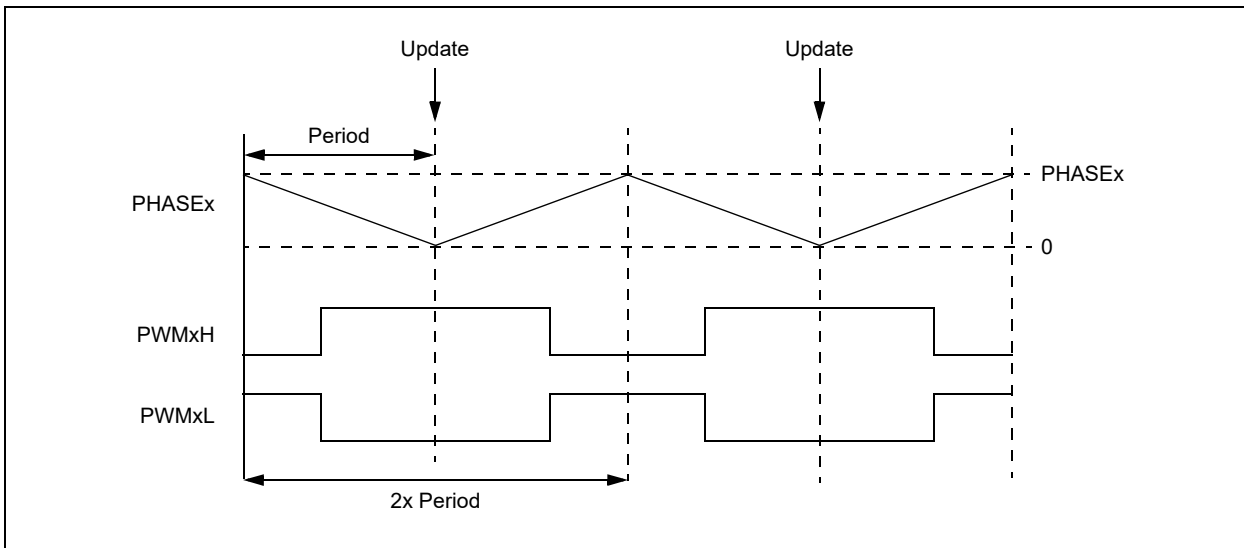 Update
Update
Period
PHASEx
PHASEx
0
PWMxH
PWMxL
2x Period